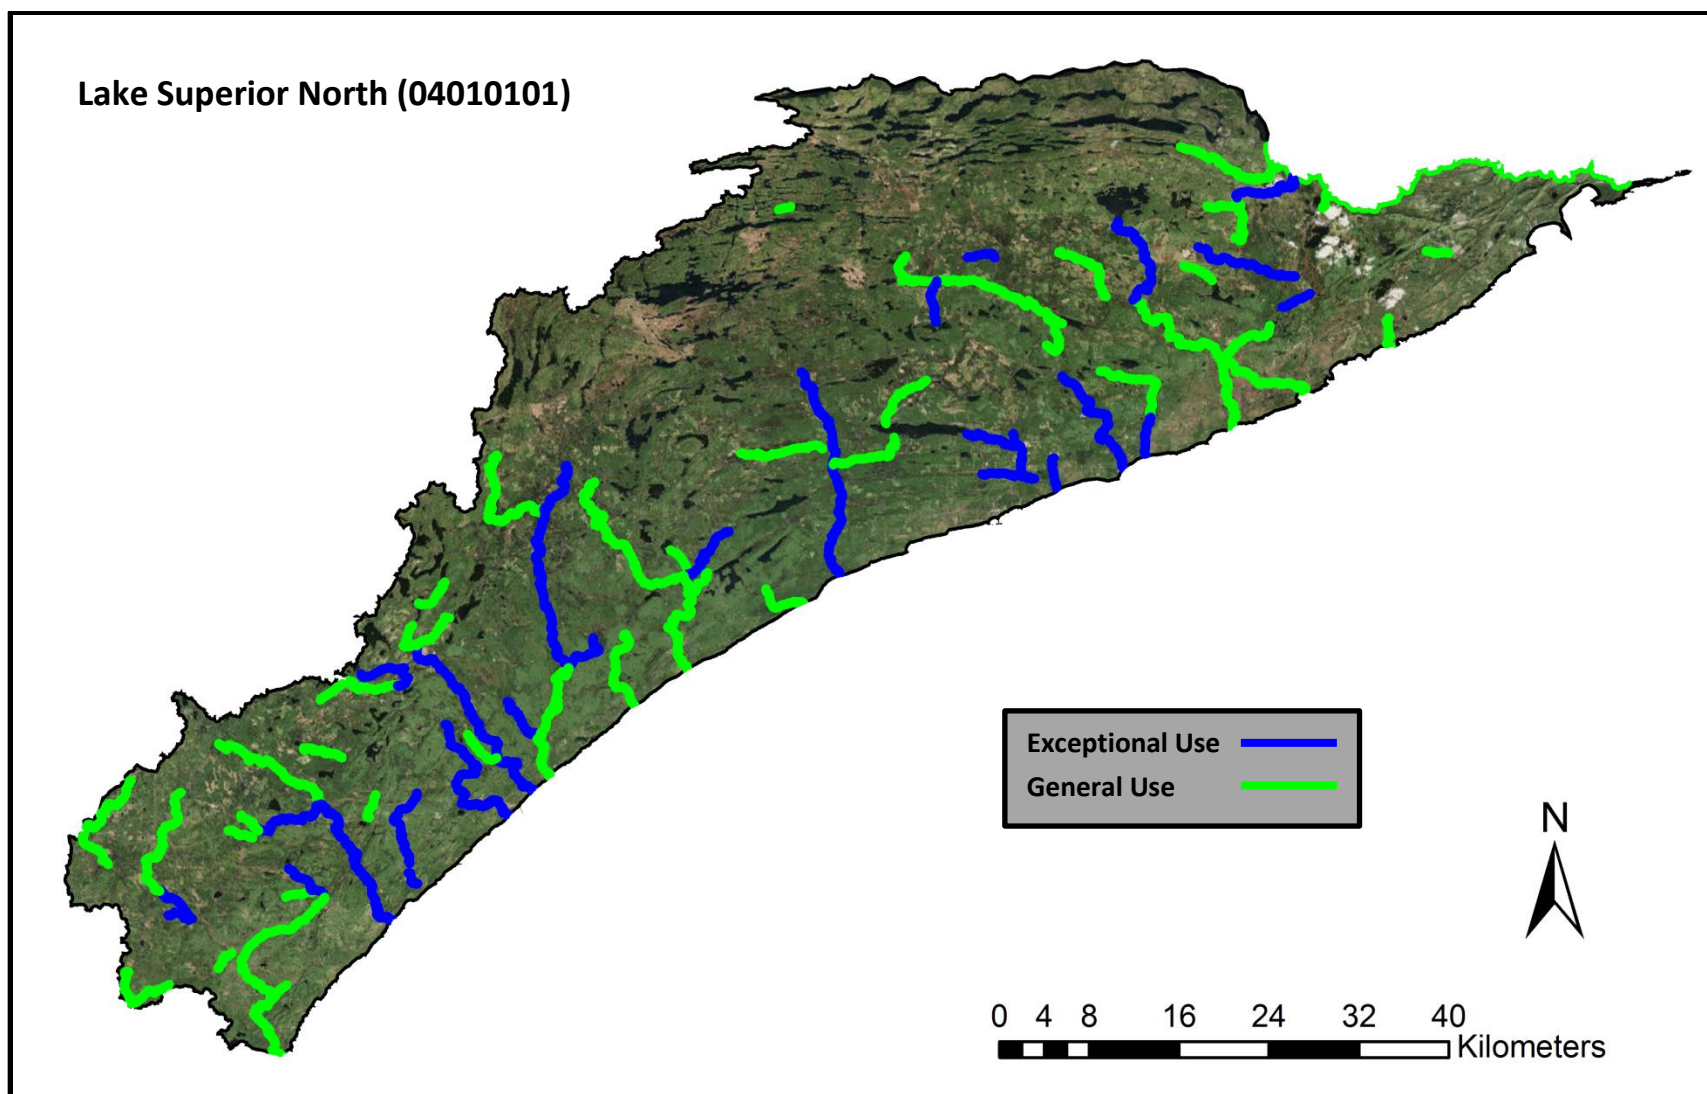 Lake Superior North (04010101)
Exceptional Use
General Use
N
0 4 8 16 24 32 40
Kilometers